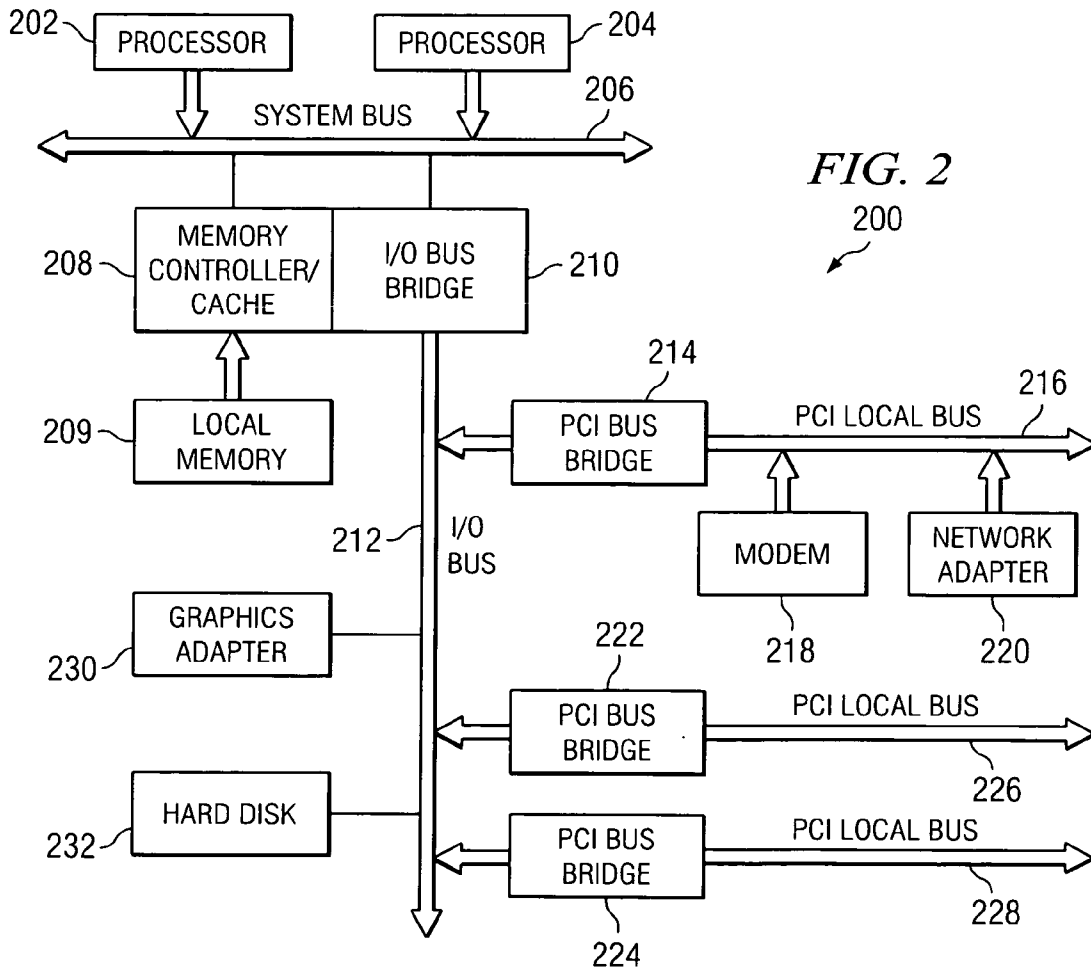 202
PROCESSOR
PROCESSOR
204
SYSTEM BUS
206
FIG. 2
200
208
MEMORY
CONTROLLER/
CACHE
I/O BUS
BRIDGE
210
209
LOCAL
MEMORY
214
PCI BUS
BRIDGE
PCI LOCAL BUS
216
212
I/O
BUS
MODEM
218
NETWORK
ADAPTER
220
GRAPHICS
ADAPTER
230
222
PCI BUS
BRIDGE
PCI LOCAL BUS
226
HARD DISK
232
PCI BUS
BRIDGE
224
PCI LOCAL BUS
228